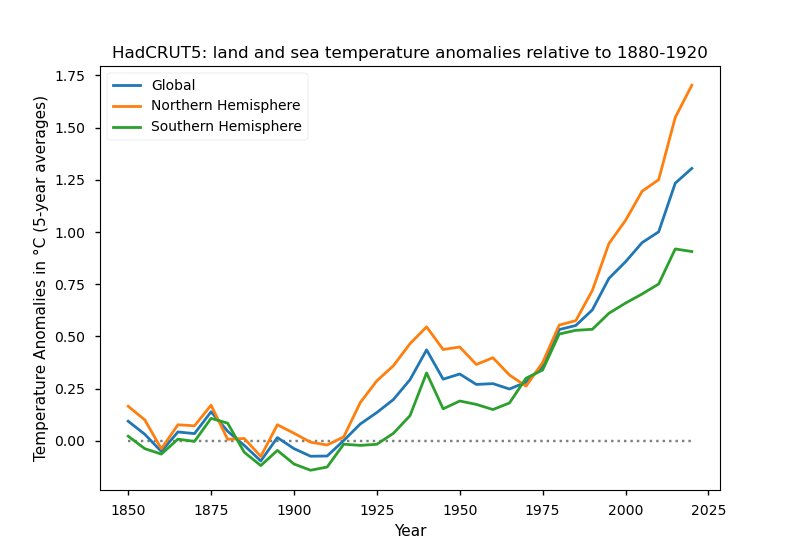 HadCRUT5: land and sea temperature anomalies relative to 1880-1920
Global
Northern Hemisphere
Southern Hemisphere
Temperature Anomalies in °C (5-year averages)
1.75
1.50
1.25
1.00
0.75
0.50
0.25
0.00
1850 1875 1900 1925 1950 1975 2000 2025
Year